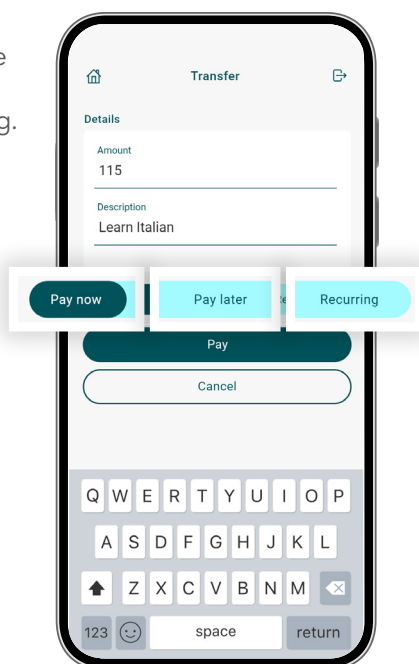 e
g.
Transfer
Details
Amount
115
Description
Learn Italian
Pay now Pay later Recurring
Pay
Cancel
Q W E R T Y U I O P
A S D F G H J K L
Z X C V B N M
123 space return